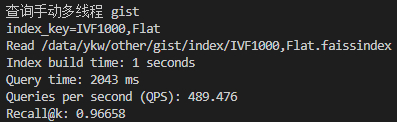 查询手动多线程 gist
index_key=IVF1000,Flat
Read /data/ykw/other/gist/index/IVF1000,Flat.faissindex
Index build time: 1 seconds
Query time: 2043 ms
Queries per second (QPS): 489.476
Recall@k: 0.96658